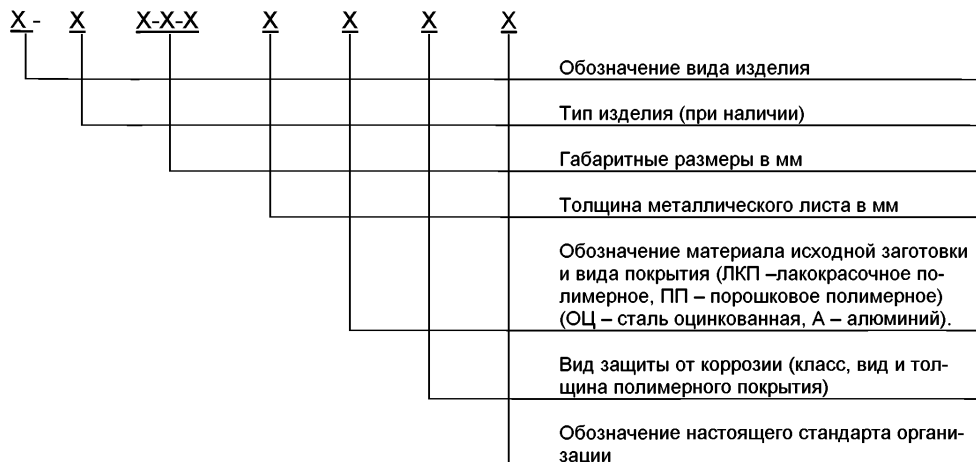 Х - Х Х-Х-Х Х Х Х Х
Обозначение вида изделия
Тип изделия (при наличии)
Габаритные размеры в мм
Толщина металлического листа в мм
Обозначение материала исходной заготовки
и вида покрытия (ЛКП –лакокрасочное по-
лимерное, ПП – порошковое полимерное)
(ОЦ – сталь оцинкованная, А – алюминий).
Вид защиты от коррозии (класс, вид и тол-
щина полимерного покрытия)
Обозначение настоящего стандарта органи-
зации